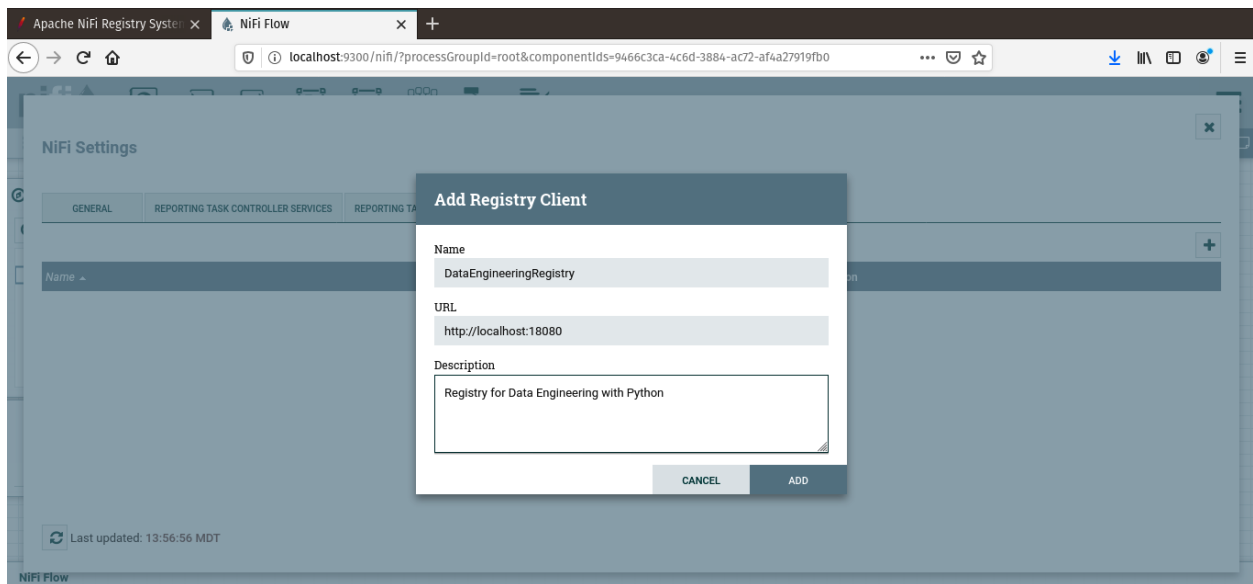 Apache NiFi Registry System
NiFi Flow
localhost:9300/nifi/?processGroupId=root&componentIds=9466c3ca-4c6d-3884-ac72-af4a27919fb0
NiFi Settings
GENERAL
REPORTING TASK CONTROLLER SERVICES
REPORTING TA
Name
Add Registry Client
Name
DataEngineeringRegistry
URL
http://localhost:18080
Description
Registry for Data Engineering with Python
CANCEL
ADD
Last updated: 13:56:56 MDT
NiFi Flow